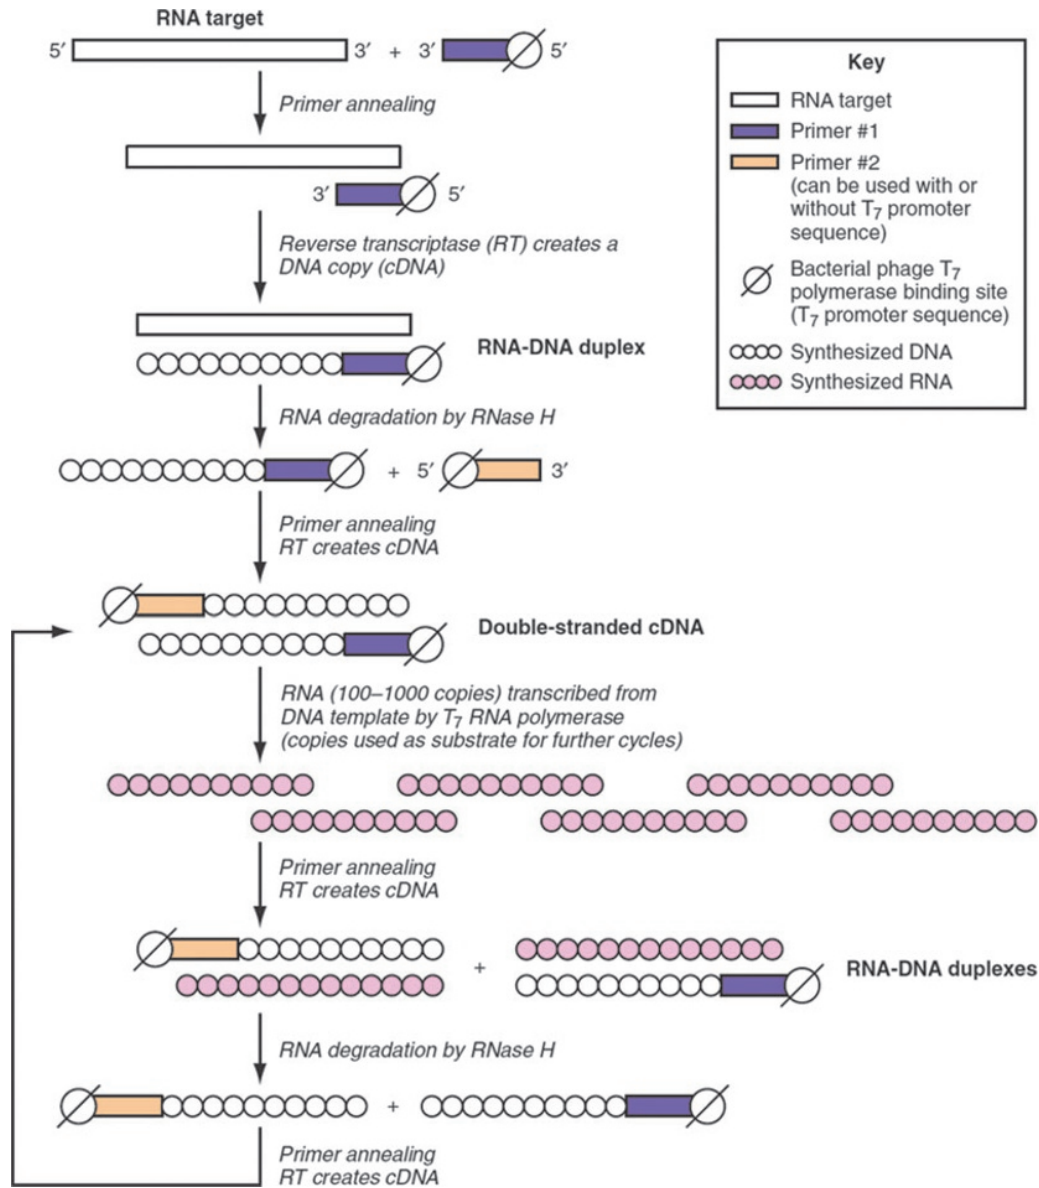 RNA target
5′ 3′ + 3′ 5′
Primer annealing
3′ 5′
Reverse transcriptase (RT) creates a
DNA copy (cDNA)
RNA-DNA duplex
RNA degradation by RNase H
+ 5′ 3′
Primer annealing
RT creates cDNA
Double-stranded cDNA
RNA (100–1000 copies) transcribed from
DNA template by T7 RNA polymerase
(copies used as substrate for further cycles)
Primer annealing
RT creates cDNA
+
RNA-DNA duplexes
RNA degradation by RNase H
+
Primer annealing
RT creates cDNA
Key
RNA target
Primer #1
Primer #2
(can be used with or
without T7 promoter
sequence)
Bacterial phage T7
polymerase binding site
(T7 promoter sequence)
Synthesized DNA
Synthesized RNA